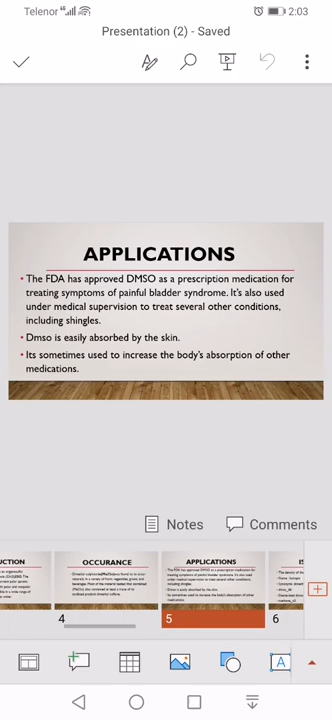 Telenor 2:03
Presentation (2) - Saved
APPLICATIONS
• The FDA has approved DMSO as a prescription medication for
treating symptoms of painful bladder syndrome. It's also used
under medical supervision to treat several other conditions,
including shingles.
• Dmso is easily absorbed by the skin.
• Its sometimes used to increase the body's absorption of other
medications.
Notes Comments
OCCURANCE
APPLICATIONS
4 5 6